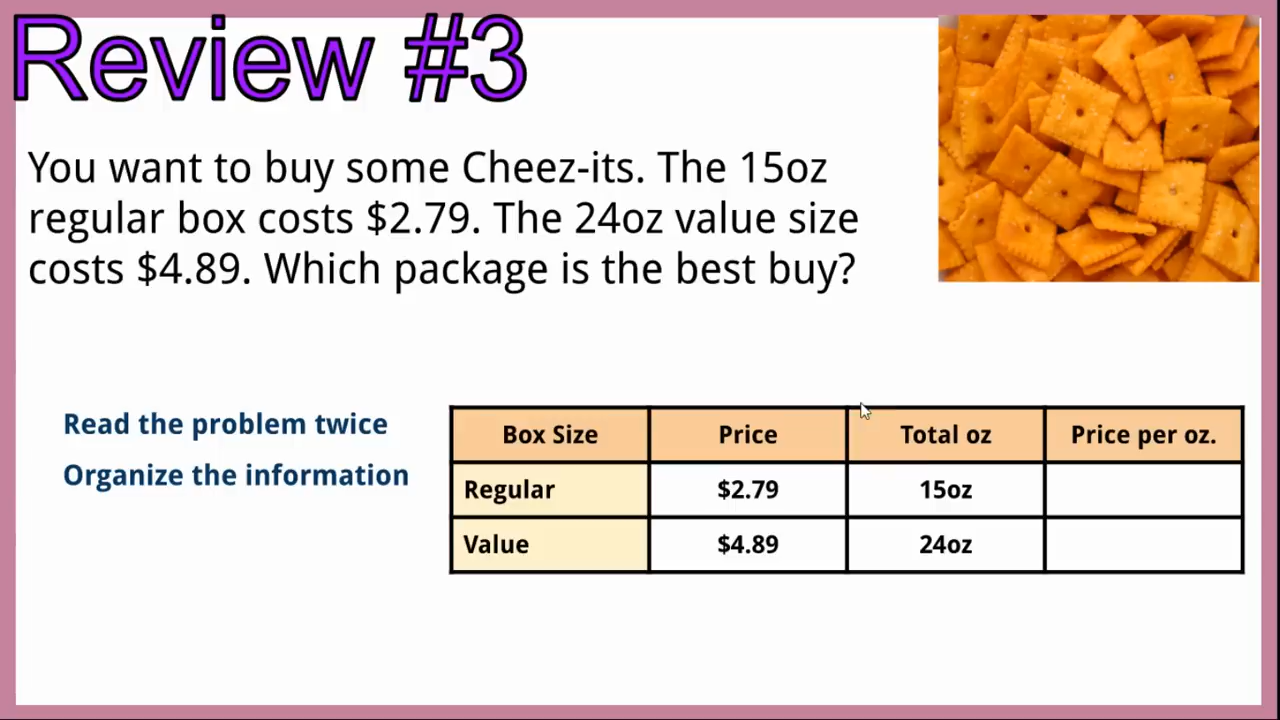 Review #3
You want to buy some Cheez-its. The 15oz
regular box costs $2.79. The 24oz value size
costs $4.89. Which package is the best buy?
Read the problem twice
Organize the information
Box Size Price Total oz Price per oz.
Regular $2.79 15oz
Value $4.89 24oz